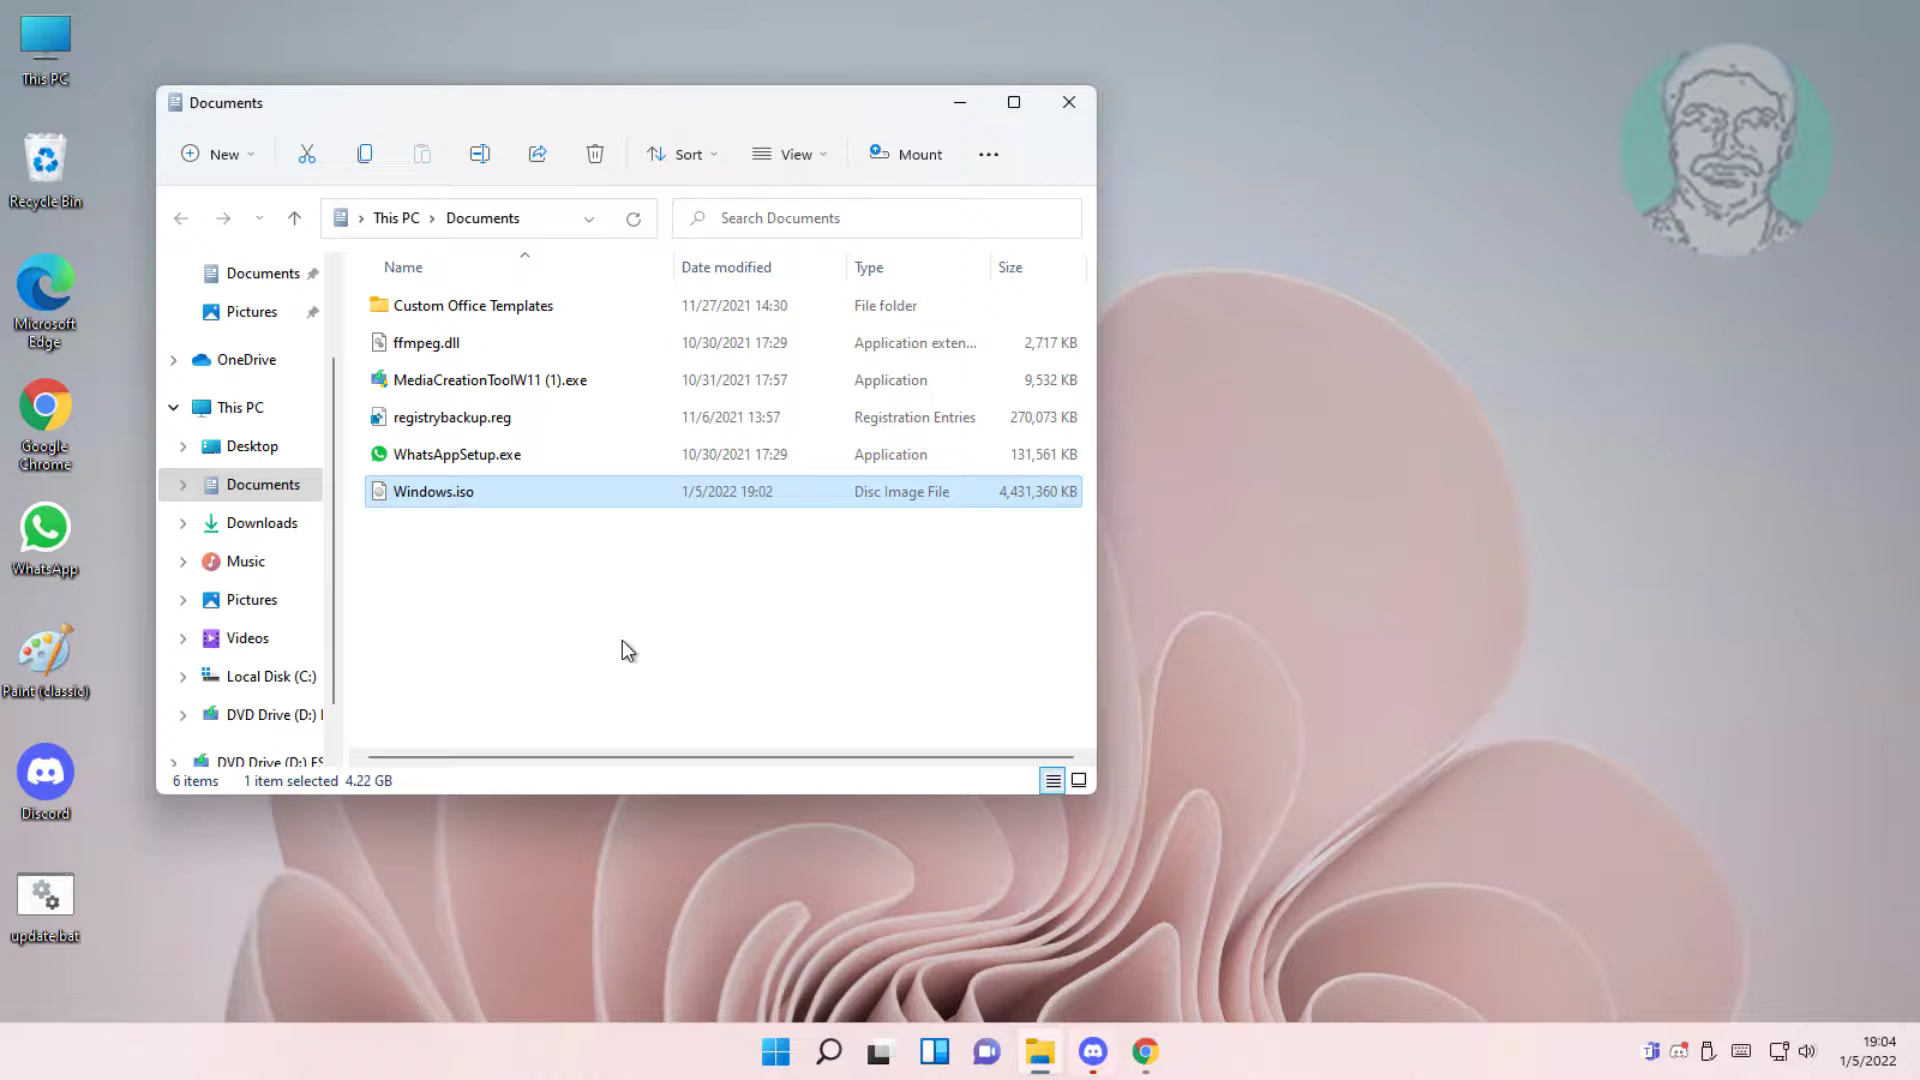 This PC
Recycle Bin
Microsoft
Edge
Google
Chrome
WhatsApp
Paint (classic)
Discord
update.bat
Documents
New
Sort
View
Mount
This PC
Documents
Search Documents
Name
Date modified
Type
Size
Documents
Pictures
OneDrive
This PC
Desktop
Documents
Downloads
Music
Pictures
Videos
Local Disk (C:)
DVD Drive (D:)
DVD Drive (D:) ES
Custom Office Templates 11/27/2021 14:30 File folder
ffmpeg.dll 10/30/2021 17:29 Application exten... 2,717 KB
MediaCreationToolW11 (1).exe 10/31/2021 17:57 Application 9,532 KB
registrybackup.reg 11/6/2021 13:57 Registration Entries 270,073 KB
WhatsAppSetup.exe 10/30/2021 17:29 Application 131,561 KB
Windows.iso 1/5/2022 19:02 Disc Image File 4,431,360 KB
6 items 1 item selected 4.22 GB
19:04
1/5/2022